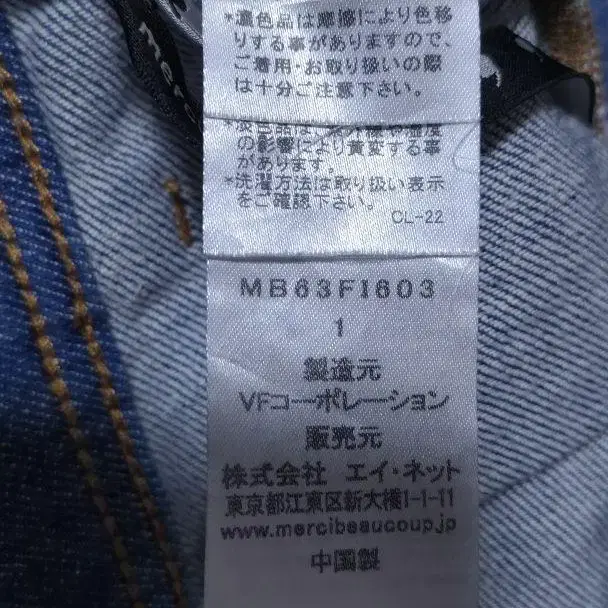 *濃色品は摩擦により色移
りする事がありますので、
ご着用・お取り扱いの際
は十分ご注意下さい。
の影響により黄変する事
があります。
*洗濯方法は取り扱い表示
をご確認下さい。
CL-22
MB63FI603
1
製造元
VFコーポレーション
販売元
株式会社 エイ・ネット
東京都江東区新大橋1-1-11
www.mercibeaucoup.jp
中国製
merc